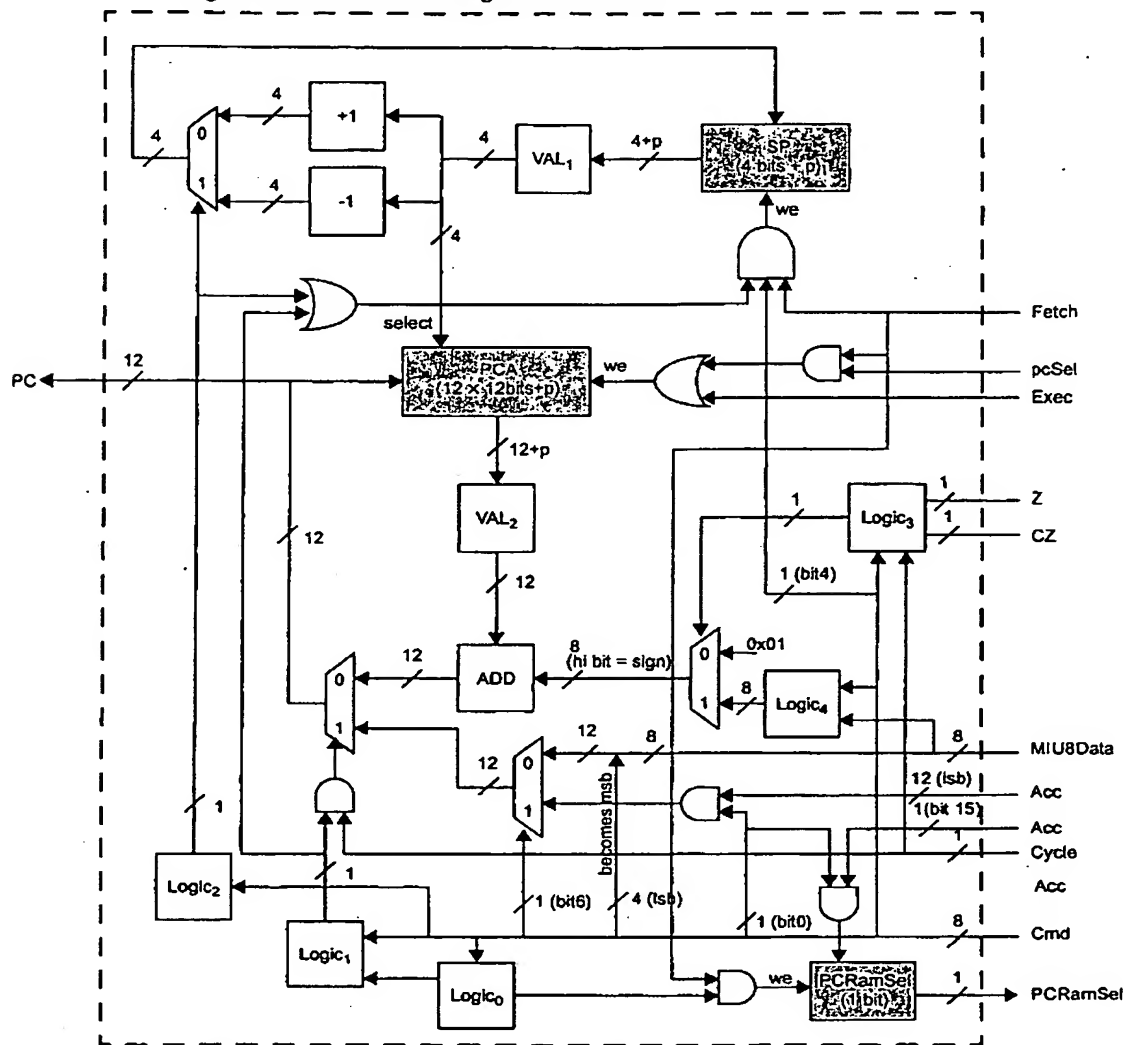 4
+1
4
0
1
4
-1
4
4
VAL1
4+p
SP
(4 bits + p)
we
select
Fetch
PC
12
PCA
(12 × 12bits+p)
we
pcSel
Exec
12+p
VAL2
12
12
1
Logic3
1
Z
1
CZ
1 (bit4)
0
1
12
ADD
8
(hi bit = sign)
0
1
0x01
8
Logic4
12
0
1
12
8
becomes msb
8
MIU8Data
12 (lsb)
Acc
1(bit 15)
Acc
1
Cycle
Acc
1
Logic2
1
1 (bit6)
4 (lsb)
1 (bit0)
8
Cmd
Logic1
Logic0
we
PCRamSel
(1 bit)
1
PCRamSel